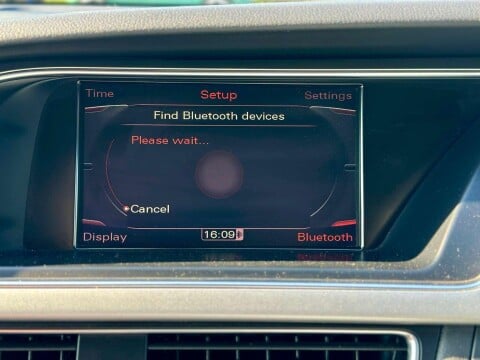 Time Setup Settings
Find Bluetooth devices
Please wait...
Cancel
Display 16:09 Bluetooth